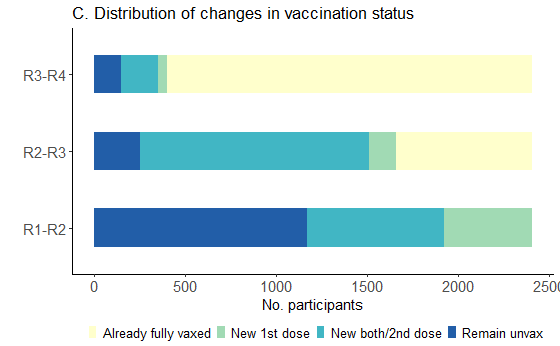 C. Distribution of changes in vaccination status
R3-R4
R2-R3
R1-R2
0 500 1000 1500 2000 2500
No. participants
Already fully vaxed New 1st dose New both/2nd dose Remain unvax